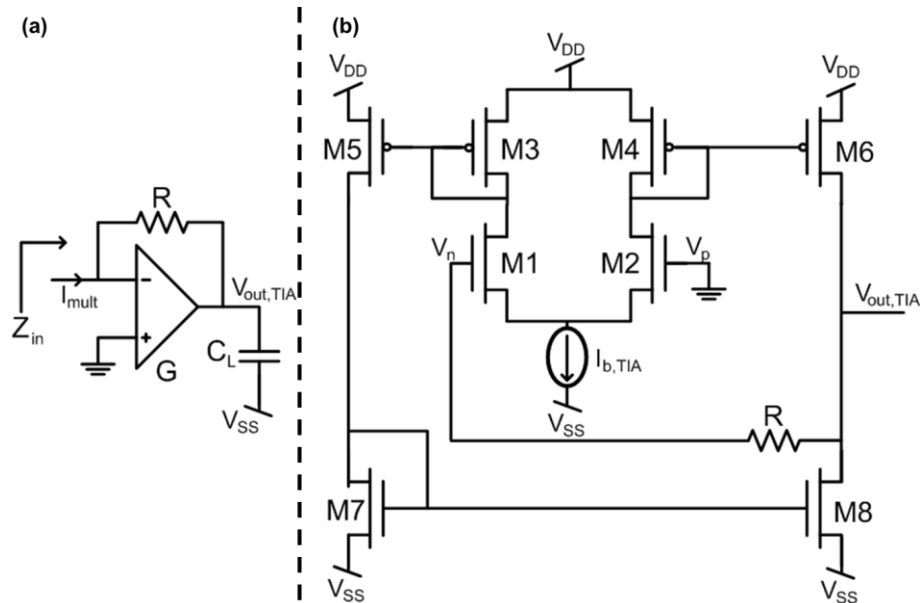 (a)
R
I_mult
Z_in
G
V_out,TIA
C_L
V_SS
(b)
V_DD
V_DD
V_DD
M5
M3
M4
M6
V_n
M1
M2
V_p
V_out,TIA
I_b,TIA
V_SS
R
M7
M8
V_SS
V_SS